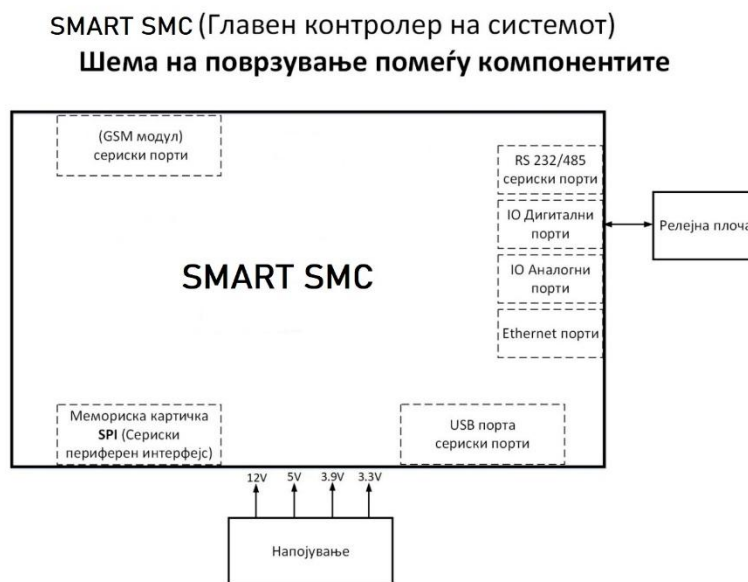 SMART SMC (Главен контролер на системот)
Шема на поврзување помеѓу компонентите
(GSM модул)
сериски порти
RS 232/485
сериски порти
IO Дигитални
порти
Релејна плоча
IO Аналогни
порти
SMART SMC
Ethernet порти
Мемориска картичка
SPI (Сериски
периферен интерфејс)
USB порта
сериски порти
12V 5V 3.9V 3.3V
Напојување